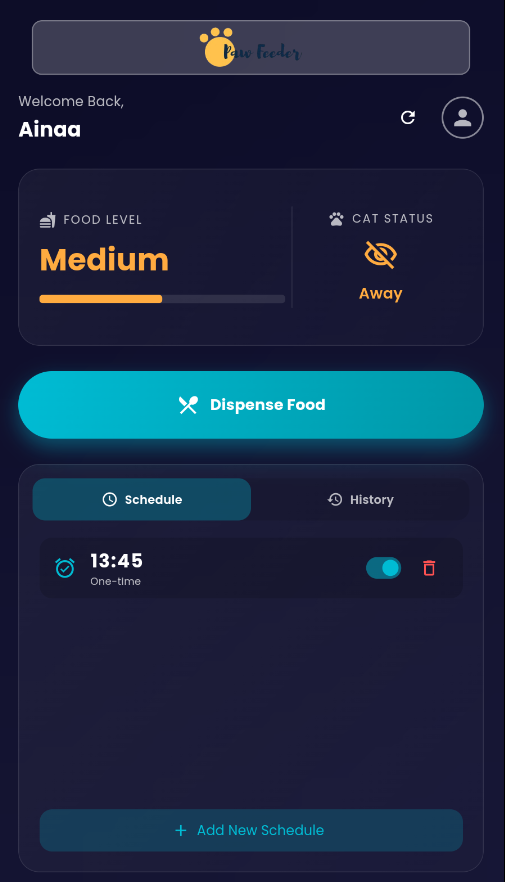 Paw Feeder
Welcome Back,
Ainaa
FOOD LEVEL
Medium
CAT STATUS
Away
Dispense Food
Schedule
History
13:45
One-time
+ Add New Schedule